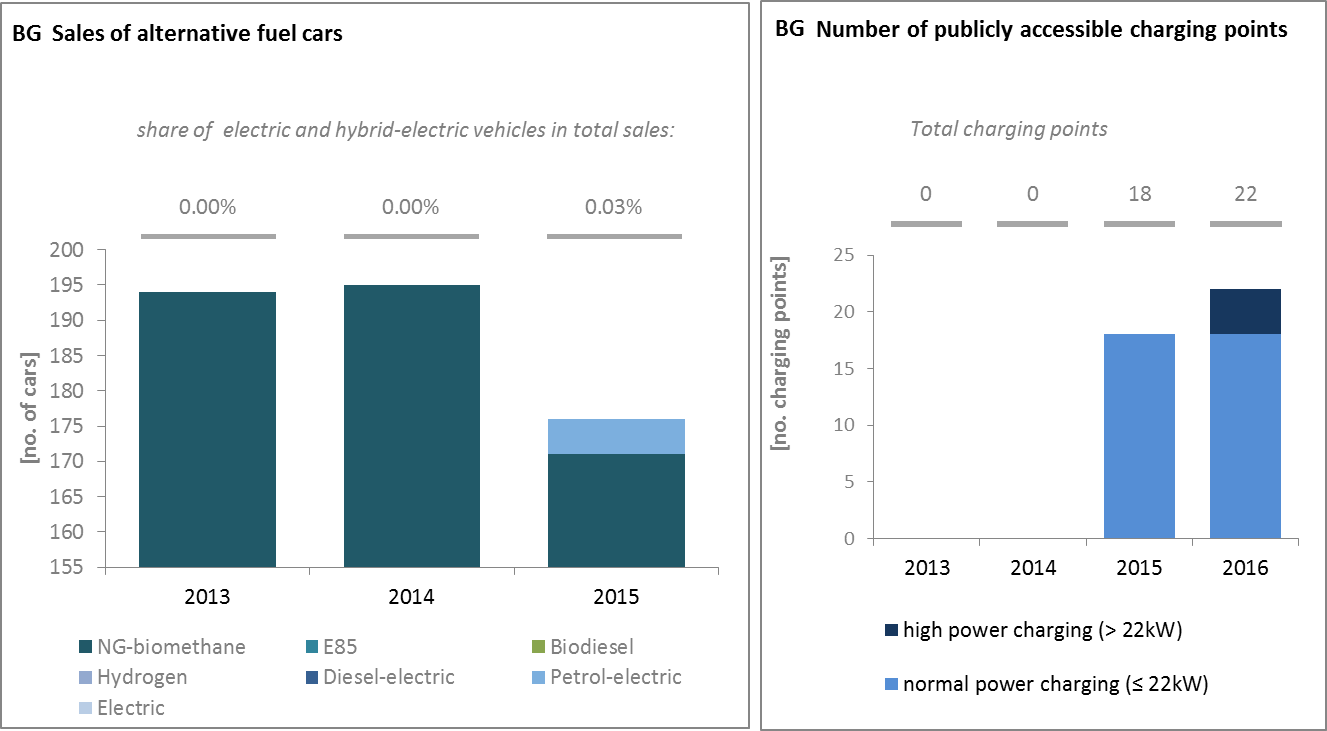 BG Sales of alternative fuel cars
share of electric and hybrid-electric vehicles in total sales:
0.00% 0.00% 0.03%
[no. of cars]
200
195
190
185
180
175
170
165
160
155
2013 2014 2015
NG-biomethane E85 Biodiesel
Hydrogen Diesel-electric Petrol-electric
Electric
BG Number of publicly accessible charging points
Total charging points
0 0 18 22
[no. charging points]
25
20
15
10
5
0
2013 2014 2015 2016
high power charging (> 22kW)
normal power charging (≤ 22kW)